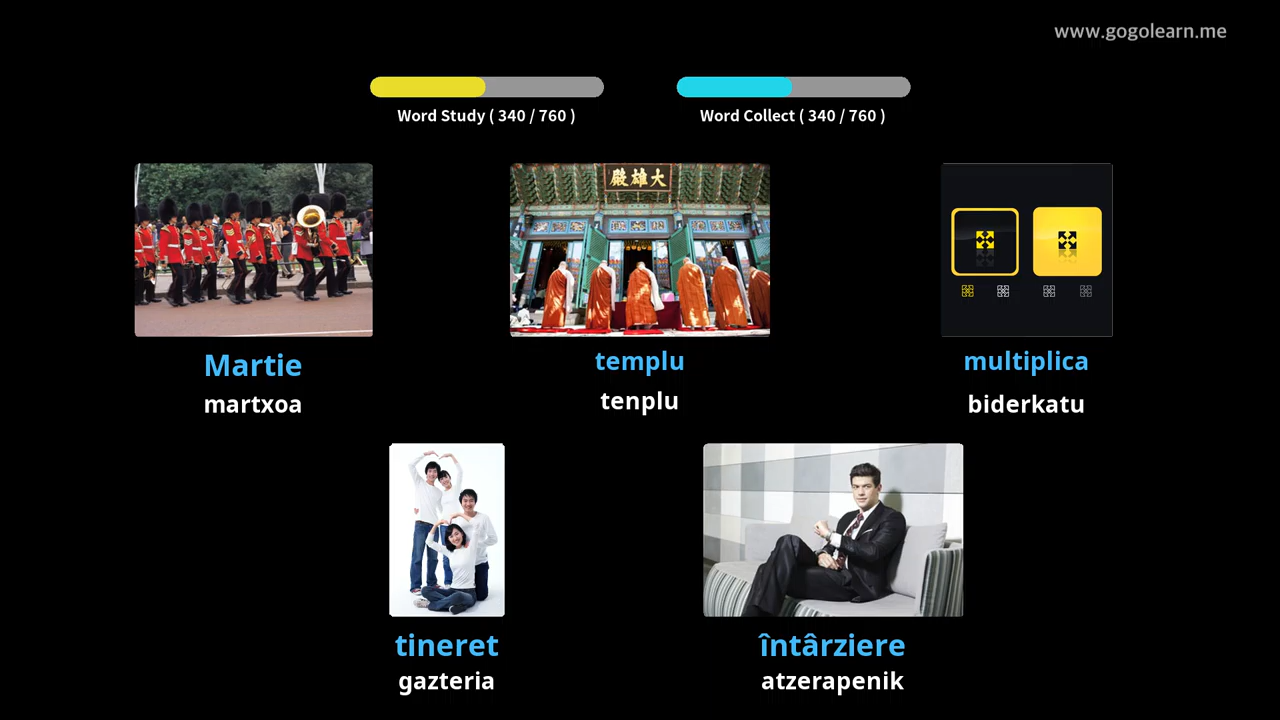 www.gogolearn.me
Word Study ( 340 / 760 )
Word Collect ( 340 / 760 )
大雄殿
Martie
martxoa
templu
tenplu
multiplica
biderkatu
tineret
gazteria
întârziere
atzerapenik